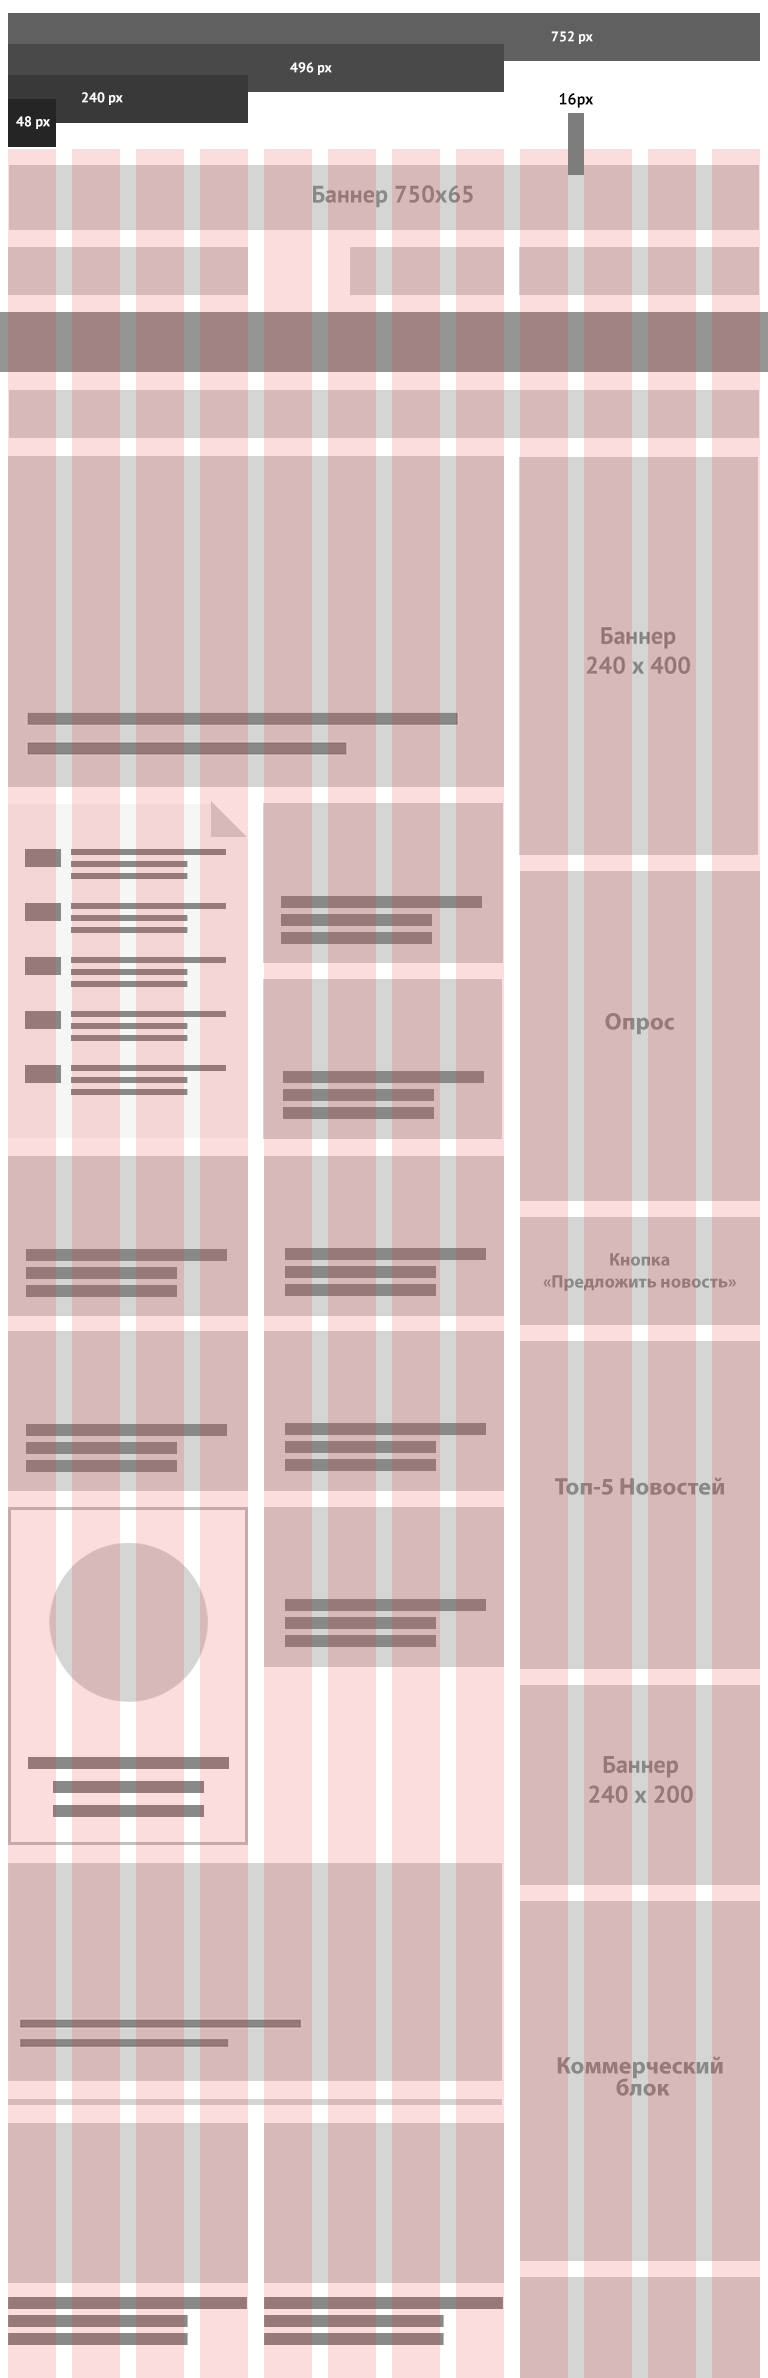 752 px
496 px
240 px
16px
48 px
Баннер 750x65
Баннер
240 x 400
Опрос
Кнопка
«Предложить новость»
Топ-5 Новостей
Баннер
240 x 200
Коммерческий
блок